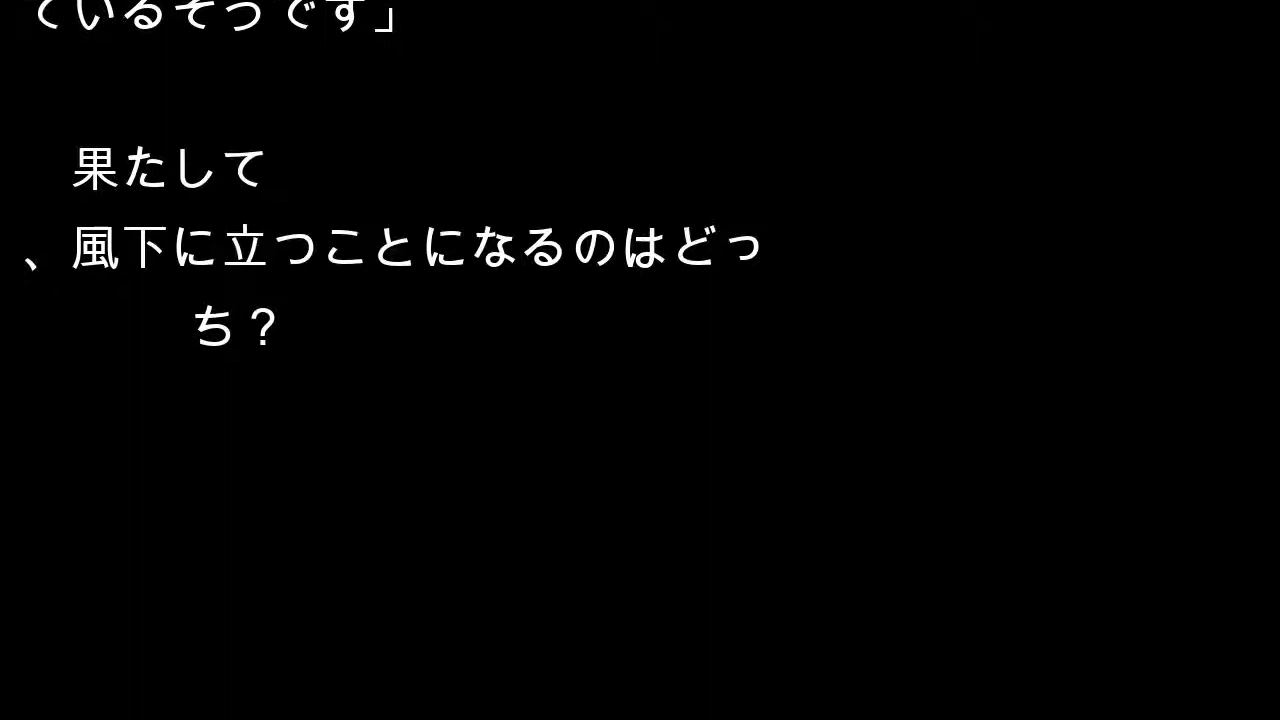 ているそうです」
果たして
、風下に立つことになるのはどっ
ち？